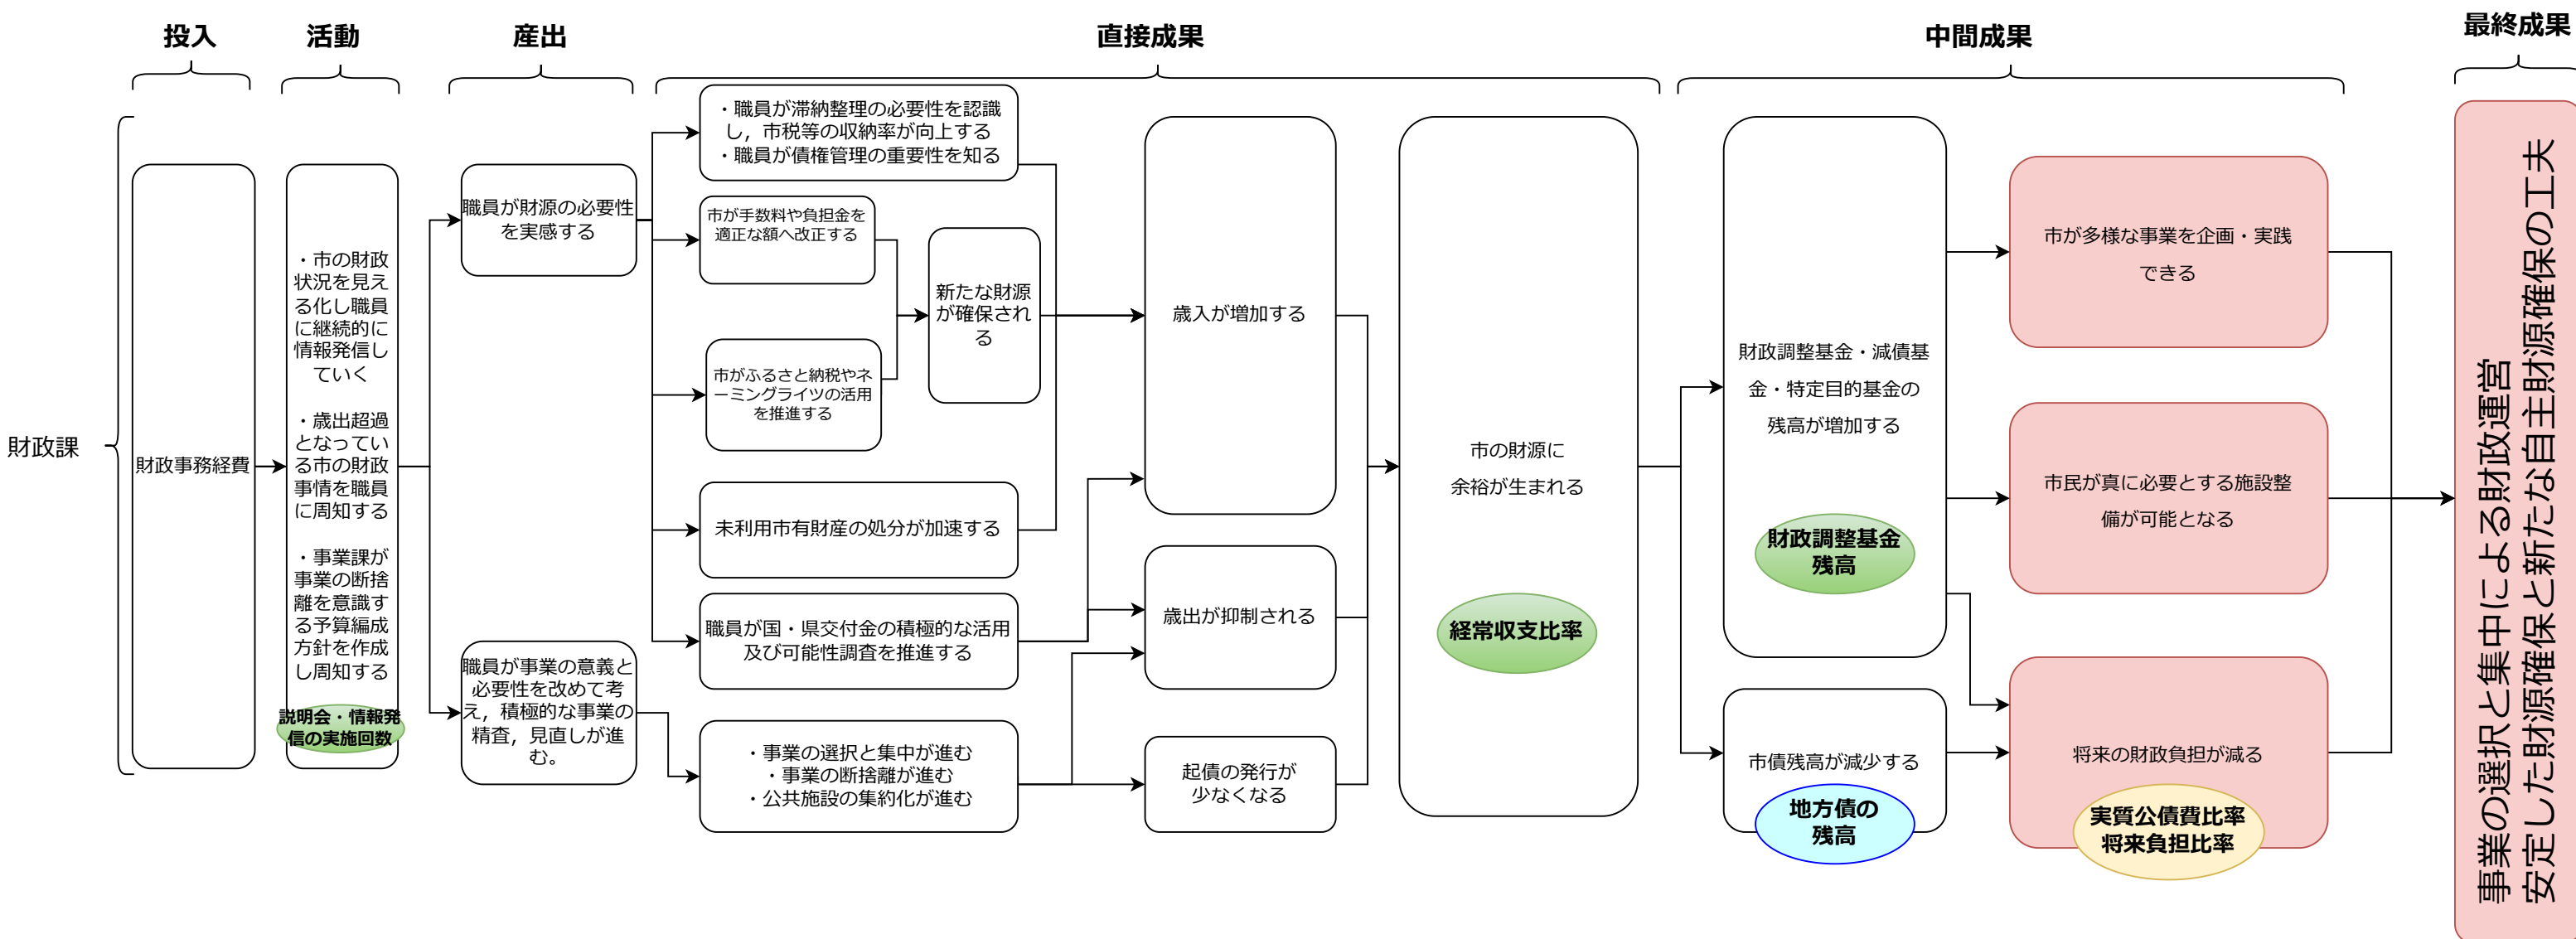 投入
活動
産出
直接成果
中間成果
最終成果
財政課
財政事務経費
・市の財政
状況を見え
る化し職員
に継続的に
情報発信し
ていく
・歳出超過
となってい
る市の財政
事情を職員
に周知する
・事業課が
事業の断捨
離を意識す
る予算編成
方針を作成
し周知する
説明会・情報発
信の実施回数
職員が財源の必要性
を実感する
職員が事業の意義と
必要性を改めて考
え，積極的な事業の
精査，見直しが進
む。
・職員が滞納整理の必要性を認識
し，市税等の収納率が向上する
・職員が債権管理の重要性を知る
市が手数料や負担金を
適正な額へ改正する
市がふるさと納税やネ
ーミングライツの活用
を推進する
新たな財源
が確保され
る
未利用市有財産の処分が加速する
職員が国・県交付金の積極的な活用
及び可能性調査を推進する
・事業の選択と集中が進む
・事業の断捨離が進む
・公共施設の集約化が進む
歳入が増加する
歳出が抑制される
起債の発行が
少なくなる
市の財源に
余裕が生まれる
経常収支比率
財政調整基金・減債基
金・特定目的基金の
残高が増加する
財政調整基金
残高
市債残高が減少する
地方債の
残高
市が多様な事業を企画・実践
できる
市民が真に必要とする施設整
備が可能となる
将来の財政負担が減る
実質公債費比率
将来負担比率
事業の選択と集中による財政運営
安定した財源確保と新たな自主財源確保の工夫